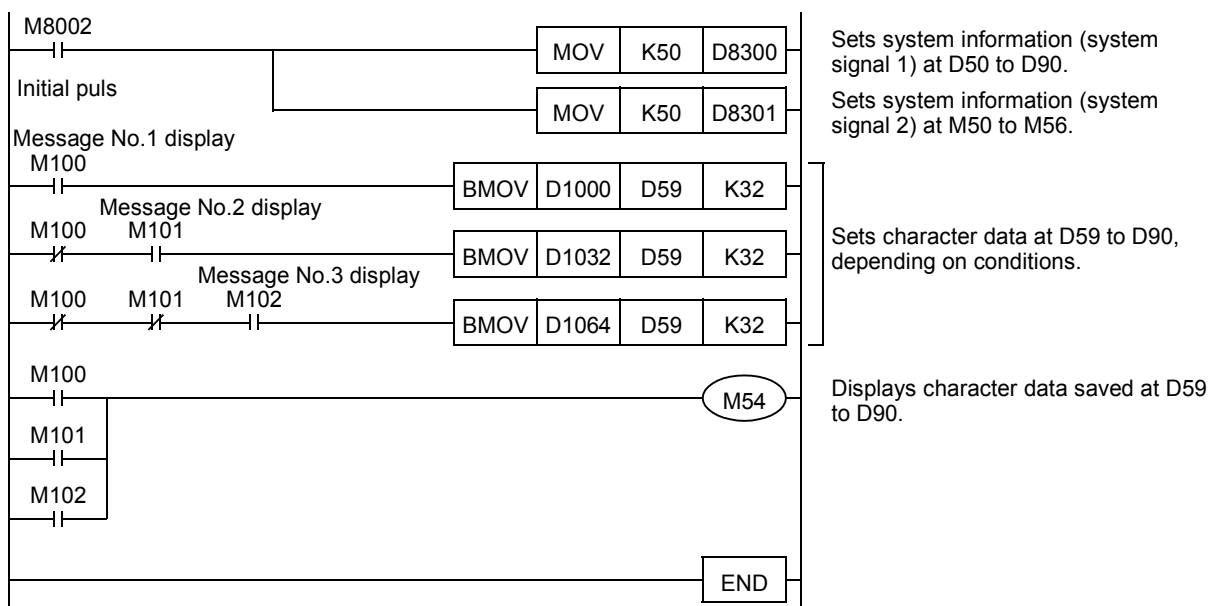 M8002
MOV K50 D8300
Sets system information (system
signal 1) at D50 to D90.
Initial puls
MOV K50 D8301
Sets system information (system
signal 2) at M50 to M56.
Message No.1 display
M100
BMOV D1000 D59 K32
Message No.2 display
M100 M101
BMOV D1032 D59 K32
Sets character data at D59 to D90,
depending on conditions.
Message No.3 display
M100 M101 M102
BMOV D1064 D59 K32
M100
M54
Displays character data saved at D59
to D90.
M101
M102
END